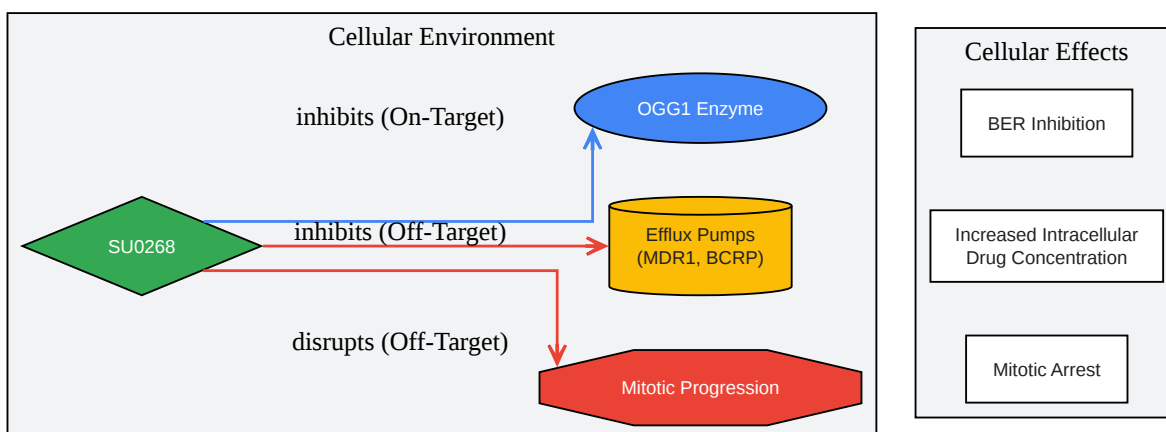 Cellular Environment
inhibits (On-Target)
OGG1 Enzyme
SU0268
inhibits (Off-Target)
Efflux Pumps
(MDR1, BCRP)
disrupts (Off-Target)
Mitotic Progression
Cellular Effects
BER Inhibition
Increased Intracellular
Drug Concentration
Mitotic Arrest